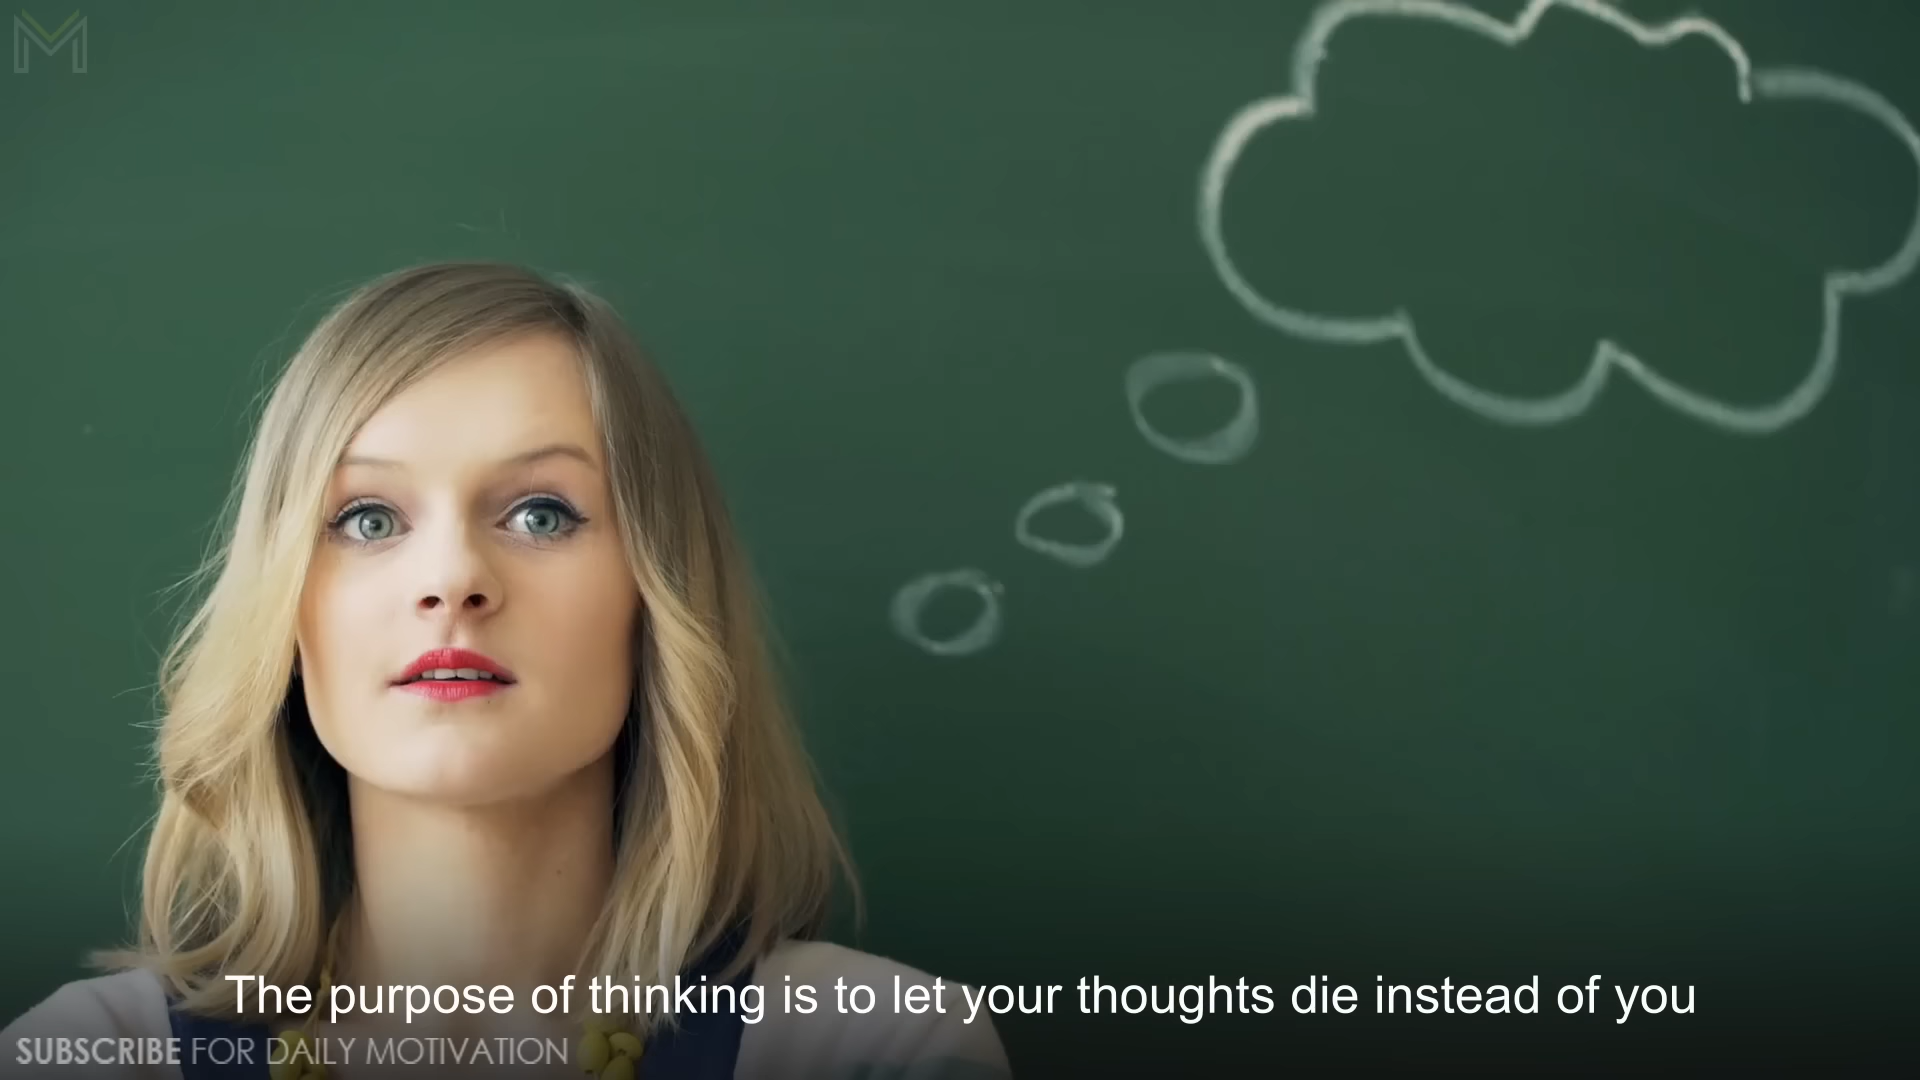 The purpose of thinking is to let your thoughts die instead of you
SUBSCRIBE FOR DAILY MOTIVATION